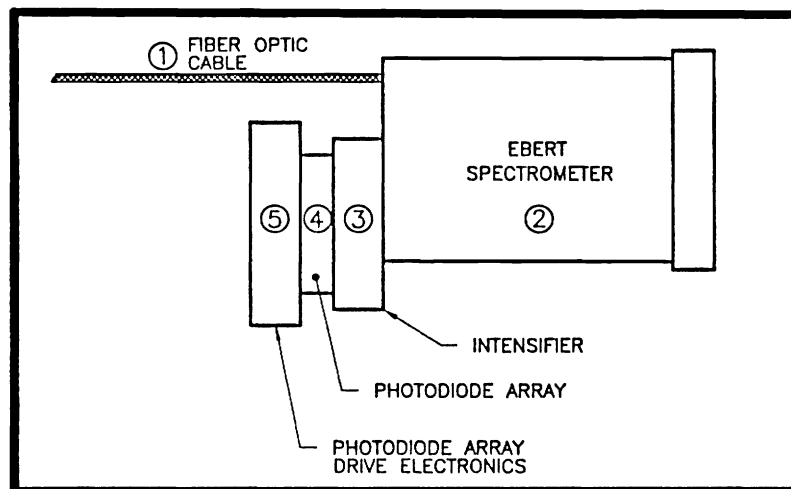 ① FIBER OPTIC
CABLE
EBERT
SPECTROMETER
⑤ ④ ③ ②
INTENSIFIER
PHOTODIODE ARRAY
PHOTODIODE ARRAY
DRIVE ELECTRONICS